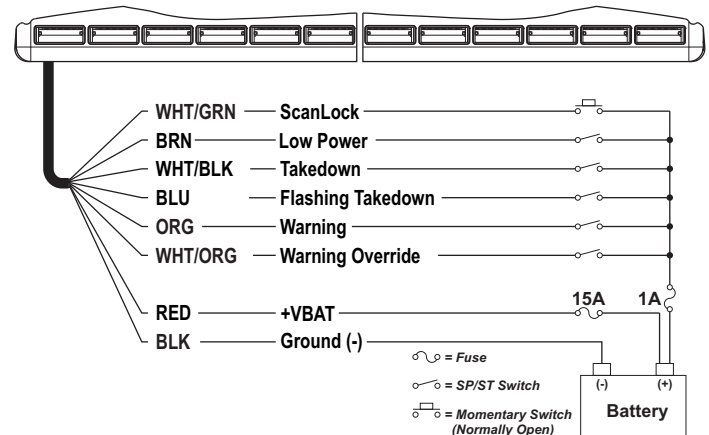 WHT/GRN ScanLock
BRN Low Power
WHT/BLK Takedown
BLU Flashing Takedown
ORG Warning
WHT/ORG Warning Override
15A 1A
RED +VBAT
BLK Ground (-)
= Fuse
= SP/ST Switch
= Momentary Switch
(Normally Open)
(-) (+)
Battery